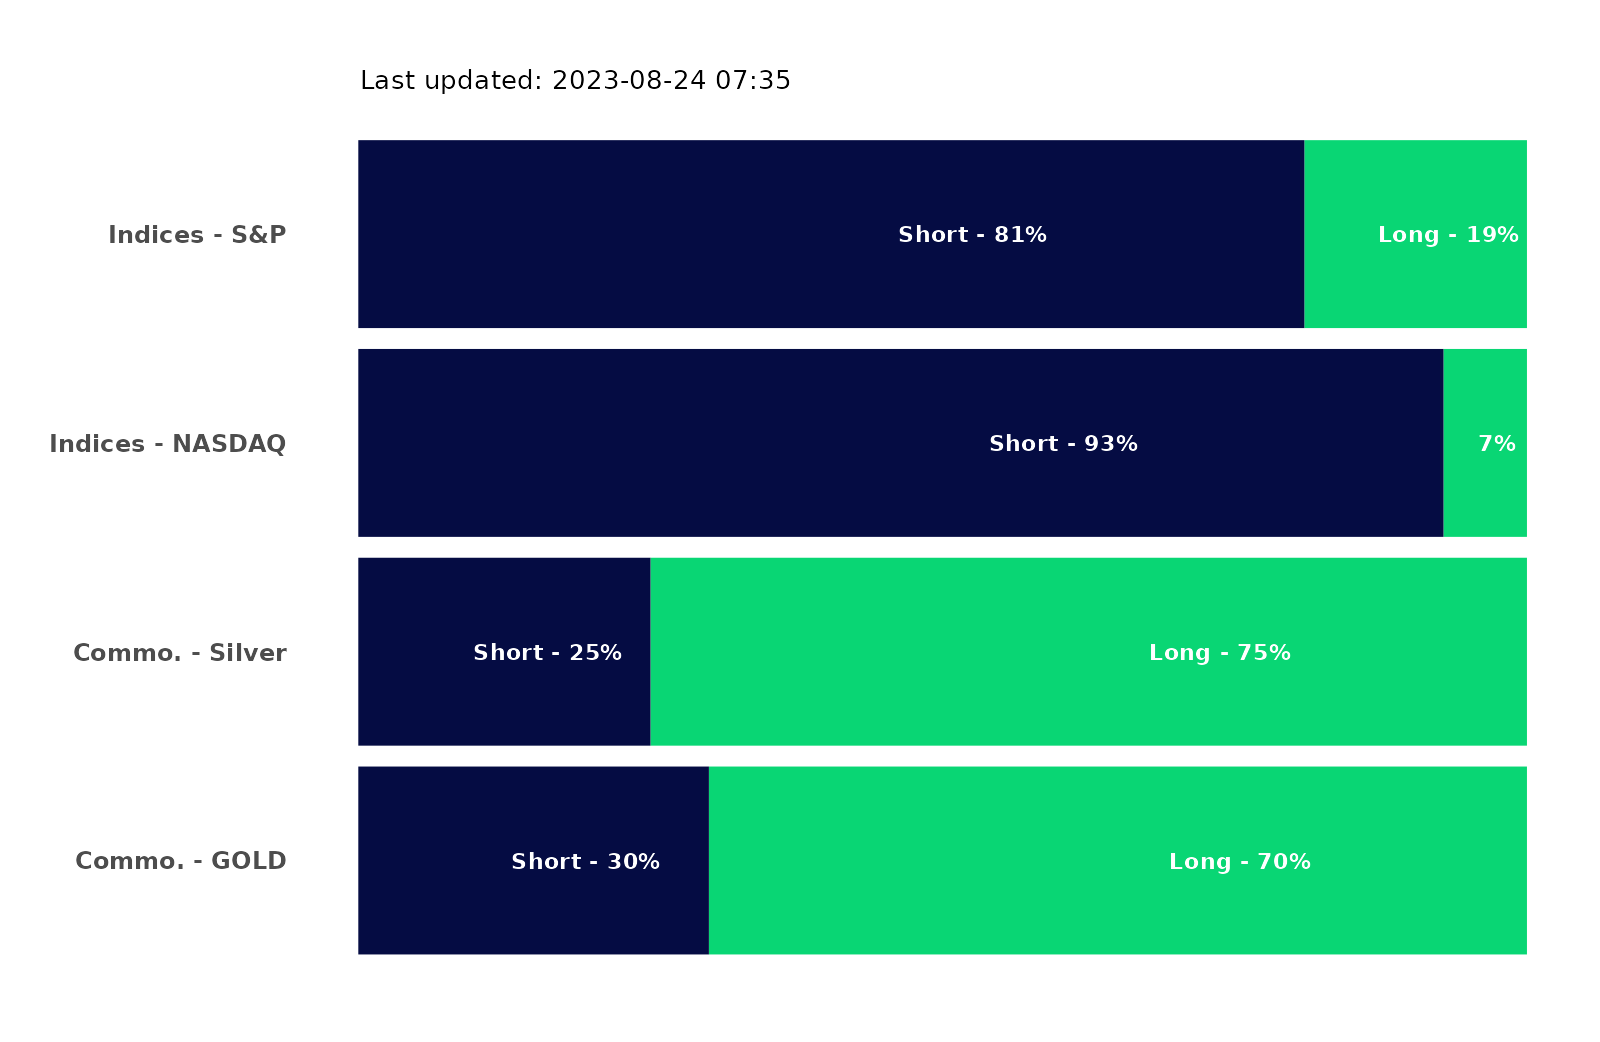 Last updated: 2023-08-24 07:35
Indices - S&P Short - 81% Long - 19%
Indices - NASDAQ Short - 93% 7%
Commo. - Silver Short - 25% Long - 75%
Commo. - GOLD Short - 30% Long - 70%